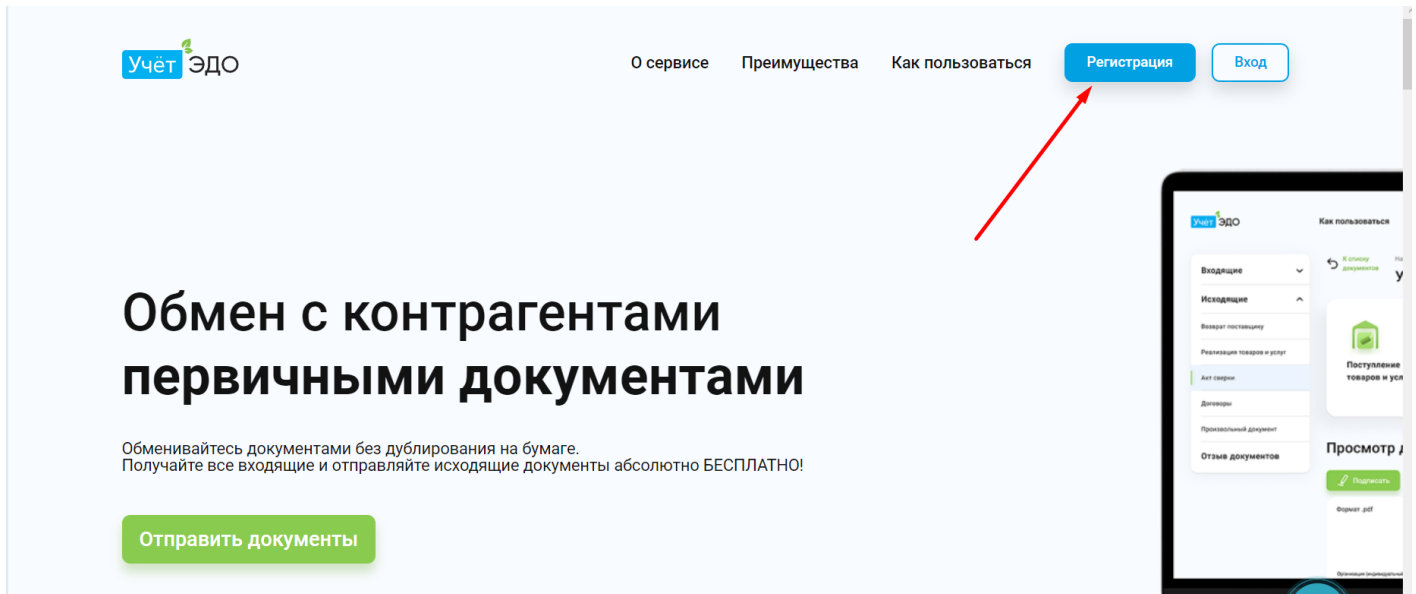 Учёт ЭДО
О сервисе Преимущества Как пользоваться Регистрация Вход
Обмен с контрагентами
первичными документами
Обменивайтесь документами без дублирования на бумаге.
Получайте все входящие и отправляйте исходящие документы абсолютно БЕСПЛАТНО!
Отправить документы
Учёт ЭДО Как пользоваться
К списку
документов
Входящие
Исходящие
Возврат поставщику
Реализация товаров и услуг
Акт сверки
Договоры
Произвольный документ
Отзыв документов
Поступление
товаров и усл
Просмотр д
Подписать
Формат .pdf